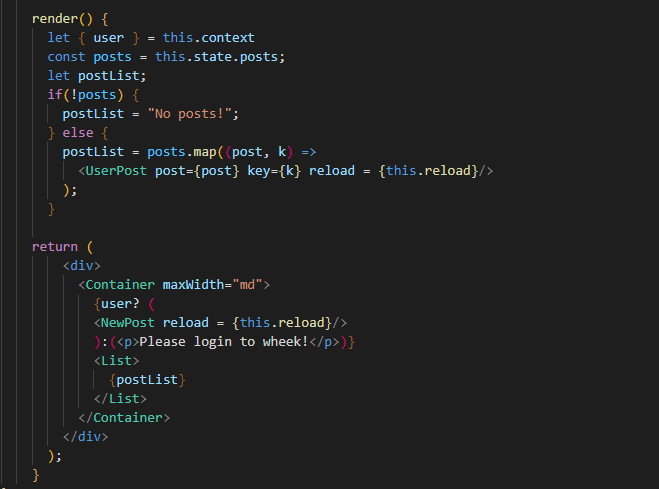 render() {
let { user } = this.context
const posts = this.state.posts;
let postList;
if(!posts) {
postList = "No posts!";
} else {
postList = posts.map((post, k) =>
<UserPost post={post} key={k} reload = {this.reload}/>
);
}
return (
<div>
<Container maxWidth="md">
{user? (
<NewPost reload = {this.reload}/>
):(<p>Please login to wheek!</p>)}
<List>
{postList}
</List>
</Container>
</div>
);
}